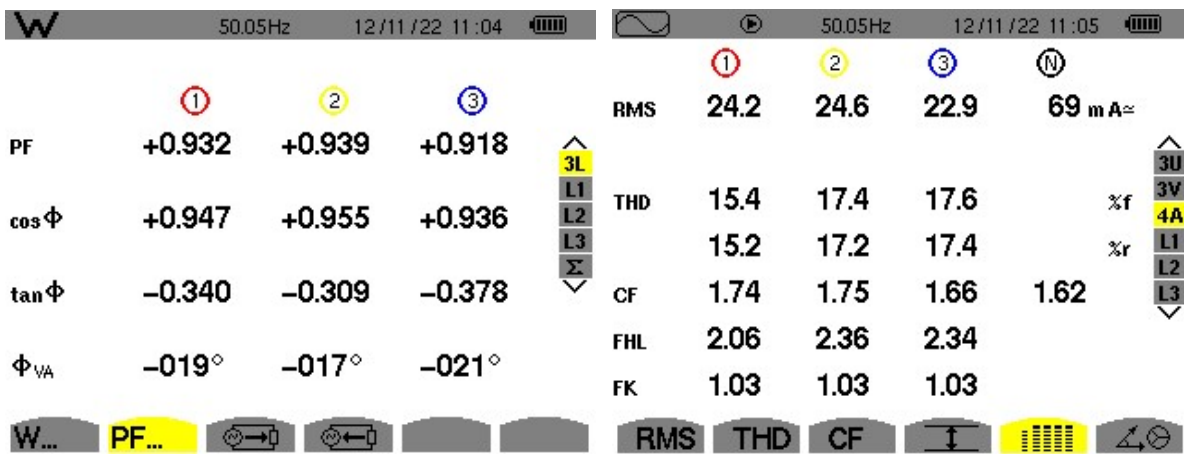 W 50.05Hz 12/11/22 11:04
1 2 3
PF +0.932 +0.939 +0.918
cos Φ +0.947 +0.955 +0.936
tan Φ −0.340 −0.309 −0.378
Φ VA −019° −017° −021°
3L
L1
L2
L3
Σ
W... PF...
50.05Hz 12/11/22 11:05
1 2 3 N
RMS 24.2 24.6 22.9 69 m A≃
THD 15.4 17.4 17.6 %f
15.2 17.2 17.4 %r
CF 1.74 1.75 1.66 1.62
FHL 2.06 2.36 2.34
FK 1.03 1.03 1.03
3U
3V
4A
L1
L2
L3
RMS THD CF